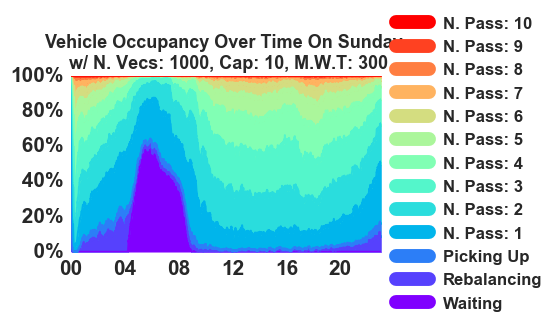 Vehicle Occupancy Over Time On Sunday
w/ N. Vecs: 1000, Cap: 10, M.W.T: 300
100%
80%
60%
40%
20%
0%
00 04 08 12 16 20
N. Pass: 10
N. Pass: 9
N. Pass: 8
N. Pass: 7
N. Pass: 6
N. Pass: 5
N. Pass: 4
N. Pass: 3
N. Pass: 2
N. Pass: 1
Picking Up
Rebalancing
Waiting